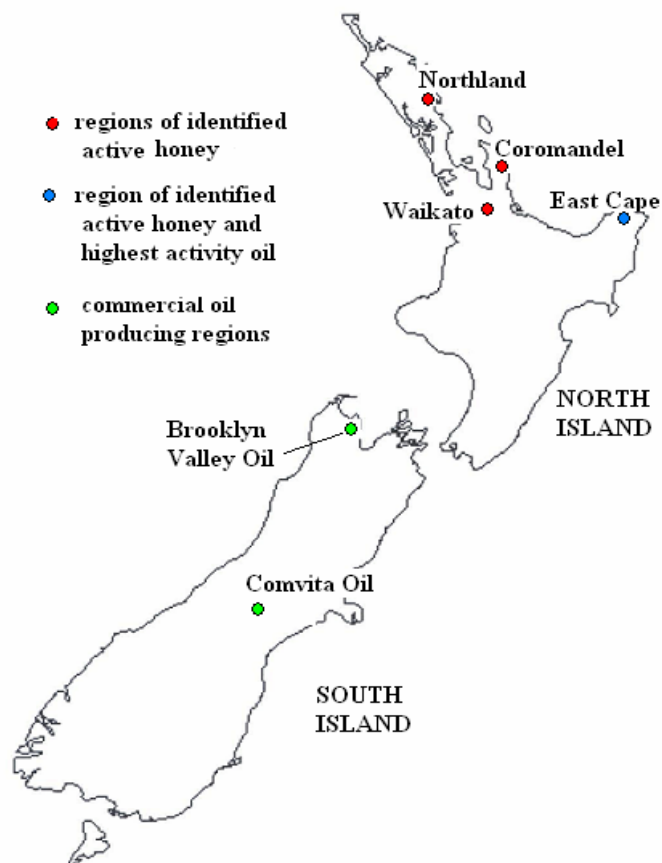 Northland
regions of identified
active honey
Coromandel
region of identified
active honey and
highest activity oil
East Cape
Waikato
commercial oil
producing regions
NORTH
ISLAND
Brooklyn
Valley Oil
Comvita Oil
SOUTH
ISLAND